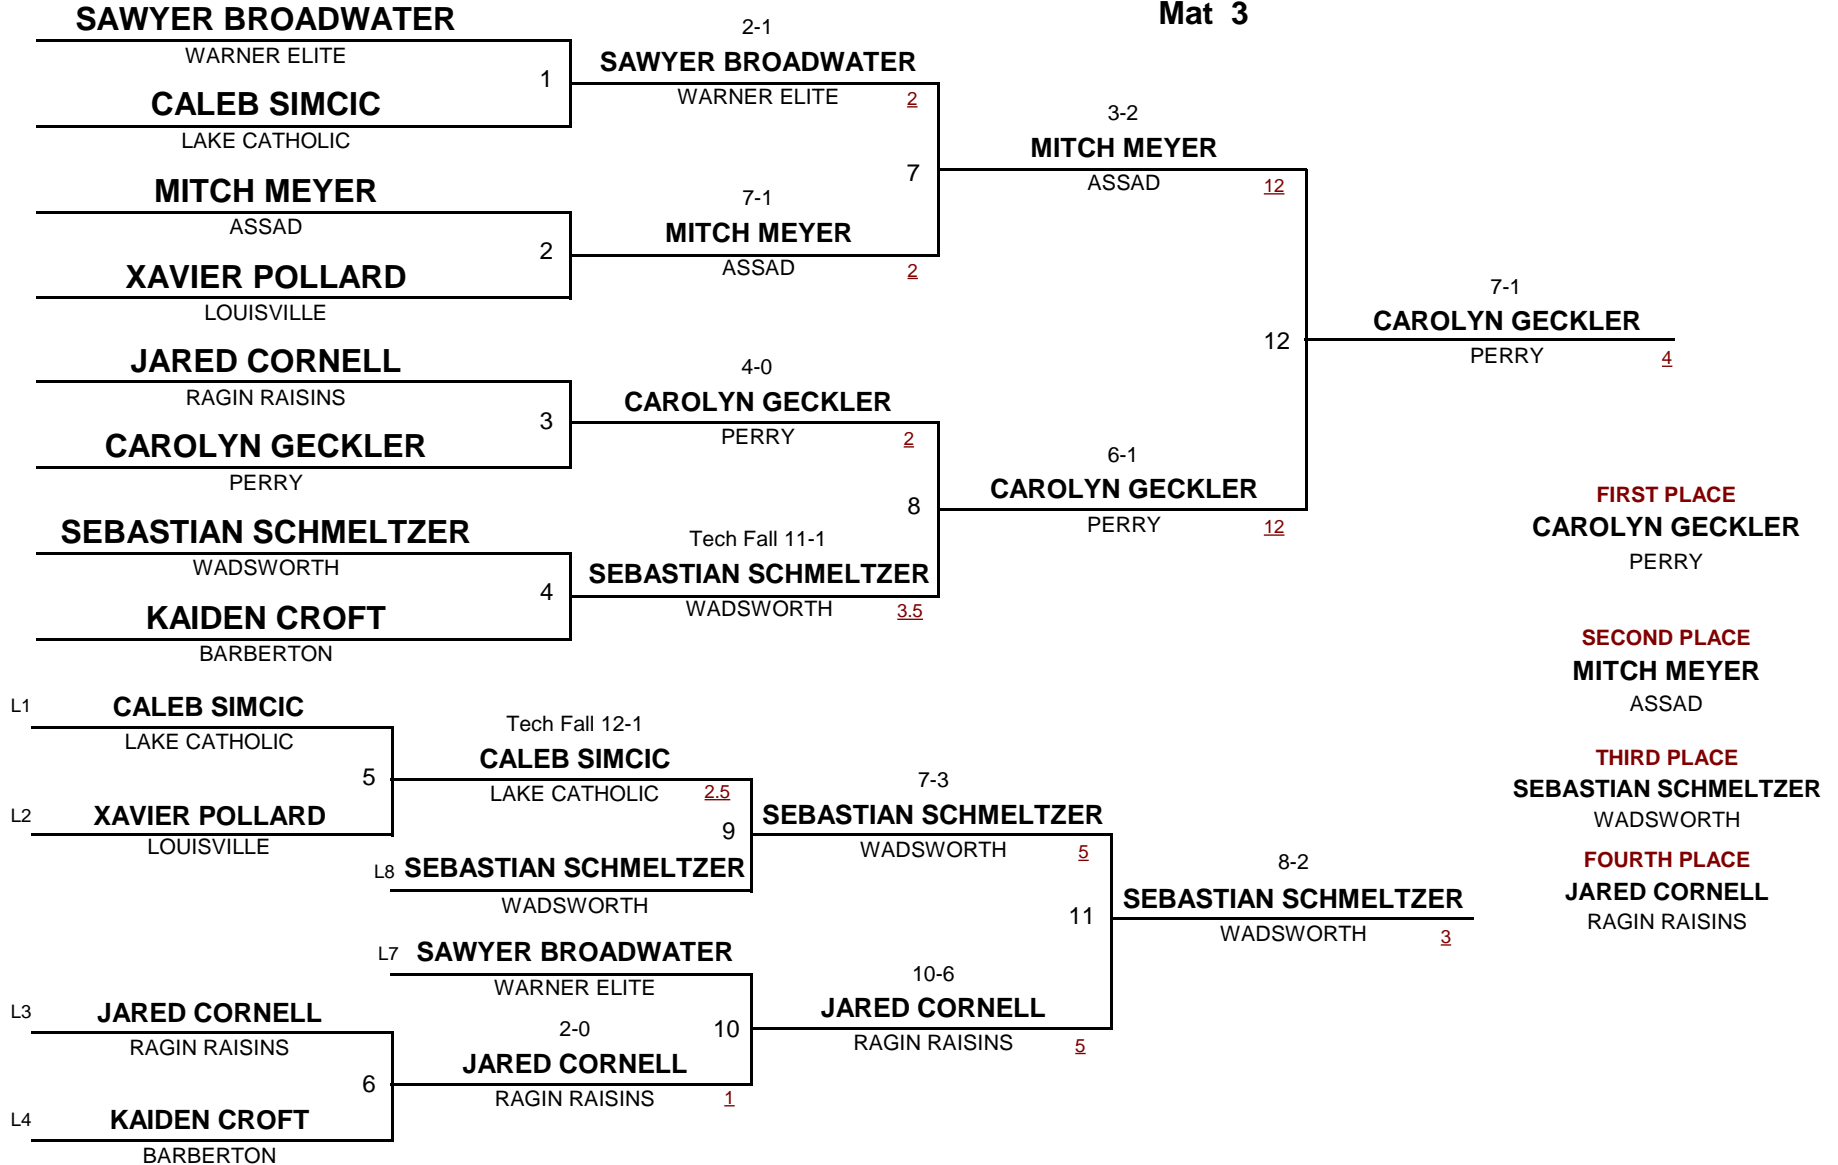 Mat 3
SAWYER BROADWATER
WARNER ELITE
1
CALEB SIMCIC
LAKE CATHOLIC
MITCH MEYER
ASSAD
2
XAVIER POLLARD
LOUISVILLE
JARED CORNELL
RAGIN RAISINS
3
CAROLYN GECKLER
PERRY
SEBASTIAN SCHMELTZER
WADSWORTH
4
KAIDEN CROFT
BARBERTON
2-1
SAWYER BROADWATER
WARNER ELITE 2
7
7-1
MITCH MEYER
ASSAD 2
4-0
CAROLYN GECKLER
PERRY 2
8
Tech Fall 11-1
SEBASTIAN SCHMELTZER
WADSWORTH 3.5
3-2
MITCH MEYER
ASSAD 12
12
6-1
CAROLYN GECKLER
PERRY 12
7-1
CAROLYN GECKLER
PERRY 4
FIRST PLACE
CAROLYN GECKLER
PERRY
SECOND PLACE
MITCH MEYER
ASSAD
THIRD PLACE
SEBASTIAN SCHMELTZER
WADSWORTH
FOURTH PLACE
JARED CORNELL
RAGIN RAISINS
L1 CALEB SIMCIC
LAKE CATHOLIC
5
L2 XAVIER POLLARD
LOUISVILLE
Tech Fall 12-1
CALEB SIMCIC
LAKE CATHOLIC 2.5
9
L8 SEBASTIAN SCHMELTZER
WADSWORTH
L7 SAWYER BROADWATER
WARNER ELITE
10
L3 JARED CORNELL
RAGIN RAISINS
6
L4 KAIDEN CROFT
BARBERTON
2-0
JARED CORNELL
RAGIN RAISINS 1
7-3
SEBASTIAN SCHMELTZER
WADSWORTH 5
11
10-6
JARED CORNELL
RAGIN RAISINS 5
8-2
SEBASTIAN SCHMELTZER
WADSWORTH 3